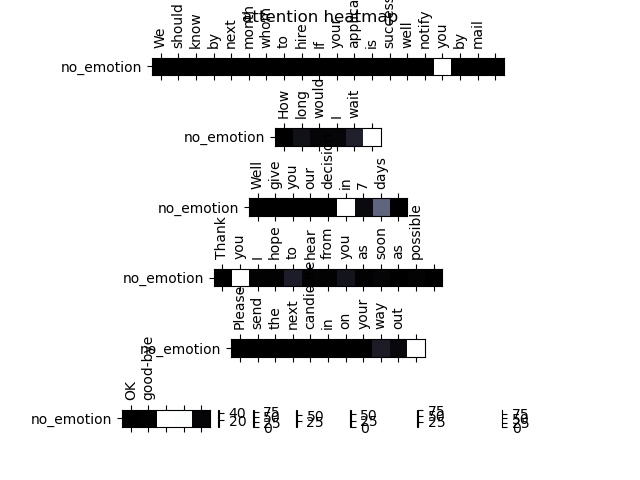 attention heatmap
We should know by next month whom to hire If your is well notify you by mail
no_emotion
How long would I wait
no_emotion
Well give you our decision in 7 days
no_emotion
Thank you I hope to hear from you as soon as possible
no_emotion
Please send the next in on your way out
no_emotion
OK good-bye
no_emotion
40 75 50 50 75 75
20 50 25 25 50 50
25 0 25 25
0 0